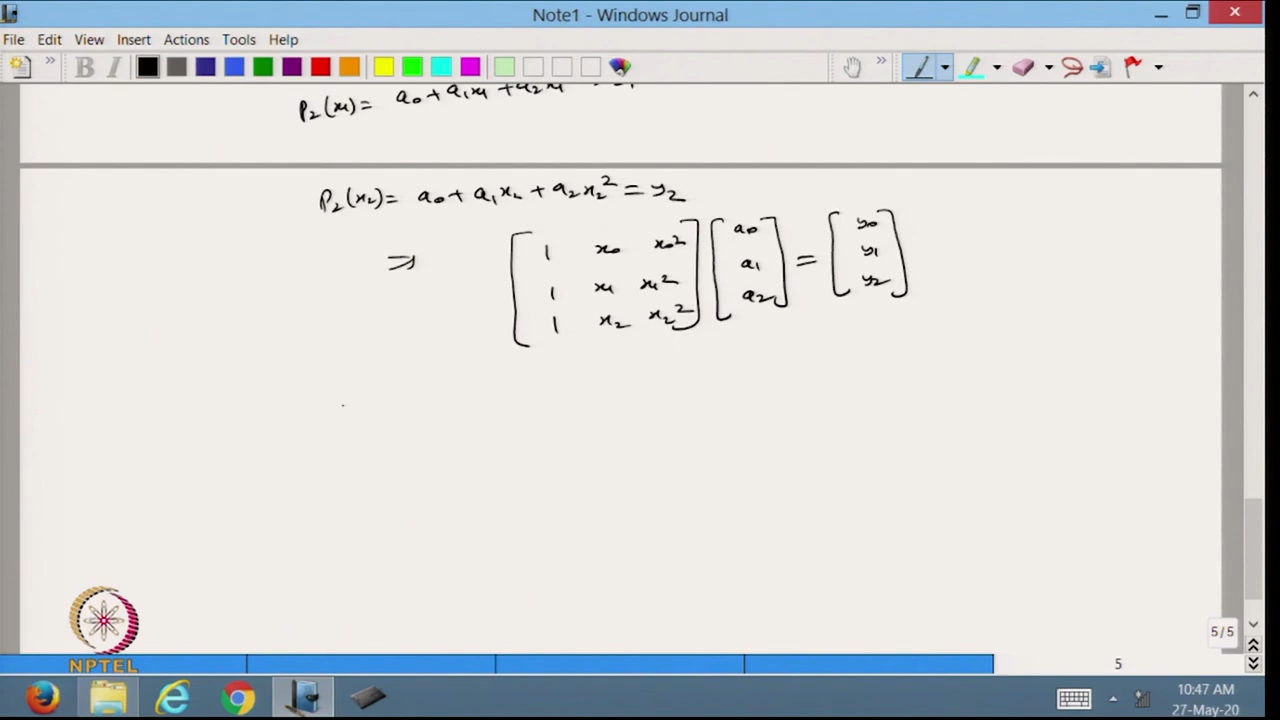 Note1 - Windows Journal
File Edit View Insert Actions Tools Help
B I
P₂(x₁) = a₀ + a₁x₁ + a₂x₁
P₂(x₂) = a₀ + a₁x₂ + a₂x₂² = y₂
⇒ [ 1 x₀ x₀² ] [ a₀ ] = [ y₀ ]
[ 1 x₁ x₁² ] [ a₁ ] [ y₁ ]
[ 1 x₂ x₂² ] [ a₂ ] [ y₂ ]
5/5
NPTEL
5
10:47 AM
27-May-20